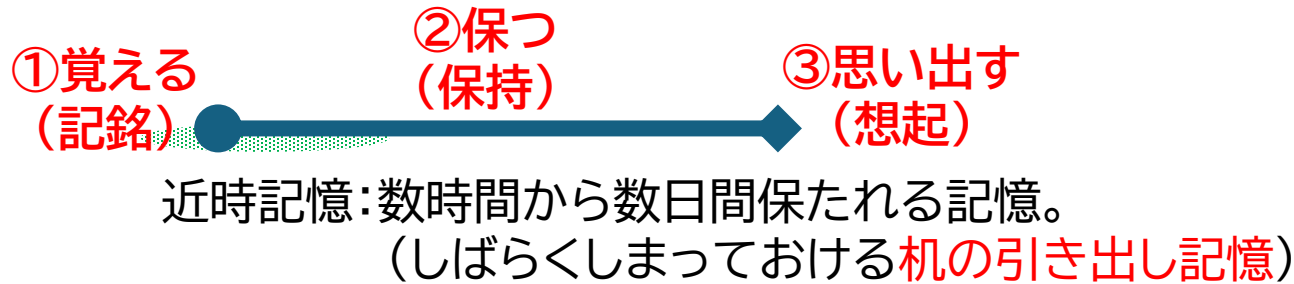 ①覚える
（記銘）
②保つ
（保持）
③思い出す
（想起）
近時記憶：数時間から数日間保たれる記憶。
（しばらくしまっておける机の引き出し記憶）